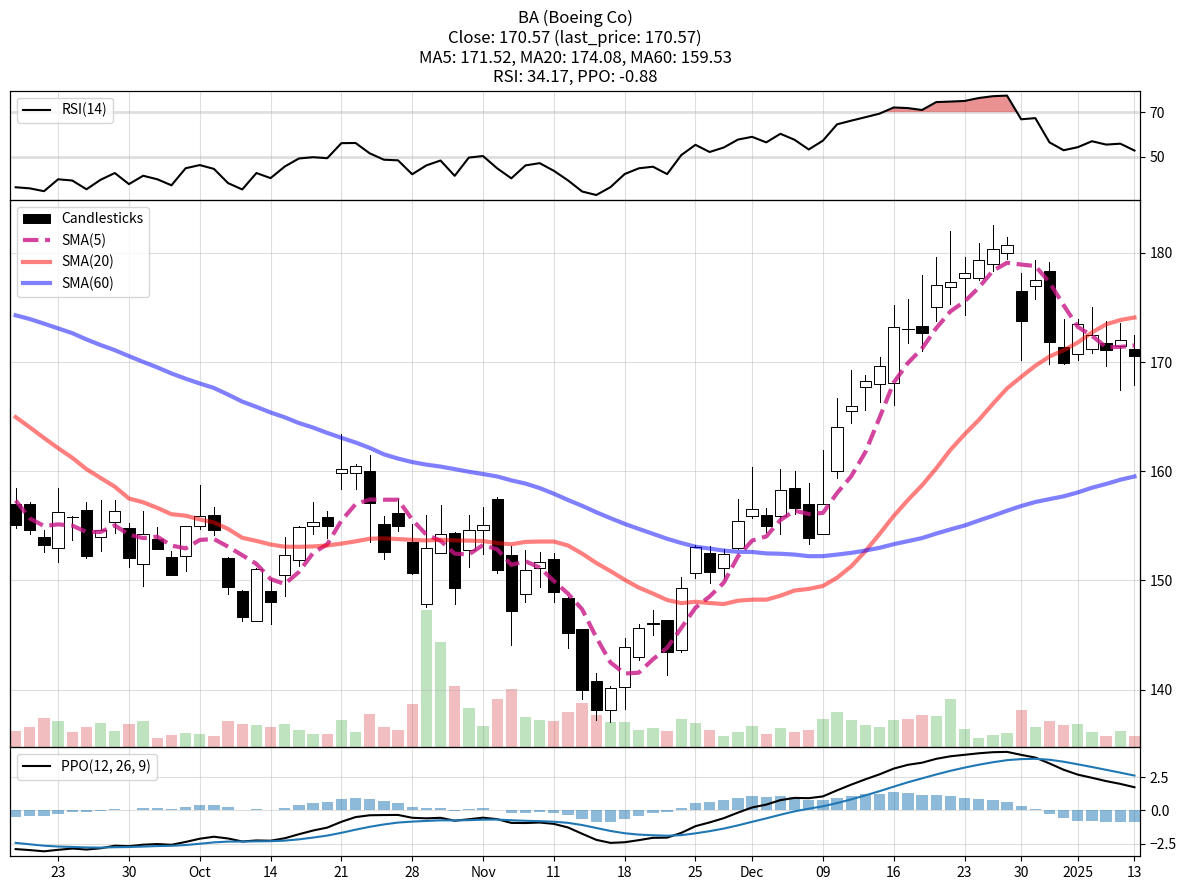 BA (Boeing Co)
Close: 170.57 (last_price: 170.57)
MA5: 171.52, MA20: 174.08, MA60: 159.53
RSI: 34.17, PPO: -0.88
RSI(14)
70
50
Candlesticks
SMA(5)
SMA(20)
SMA(60)
180
170
160
150
140
PPO(12, 26, 9)
2.5
0.0
−2.5
23 30 Oct 14 21 28 Nov 11 18 25 Dec 09 16 23 30 2025 13